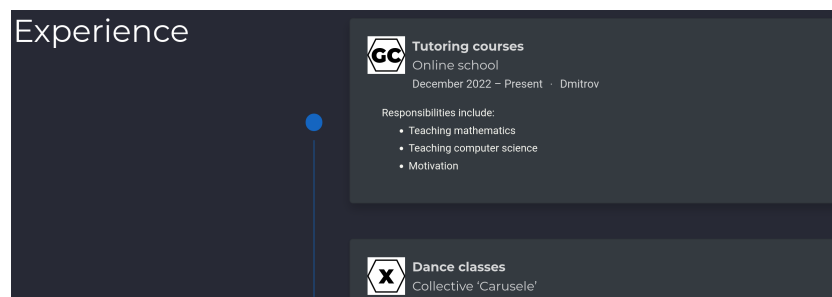 Experience
GC
Tutoring courses
Online school
December 2022 – Present · Dmitrov
Responsibilities include:
• Teaching mathematics
• Teaching computer science
• Motivation
X
Dance classes
Collective ‘Carusele’